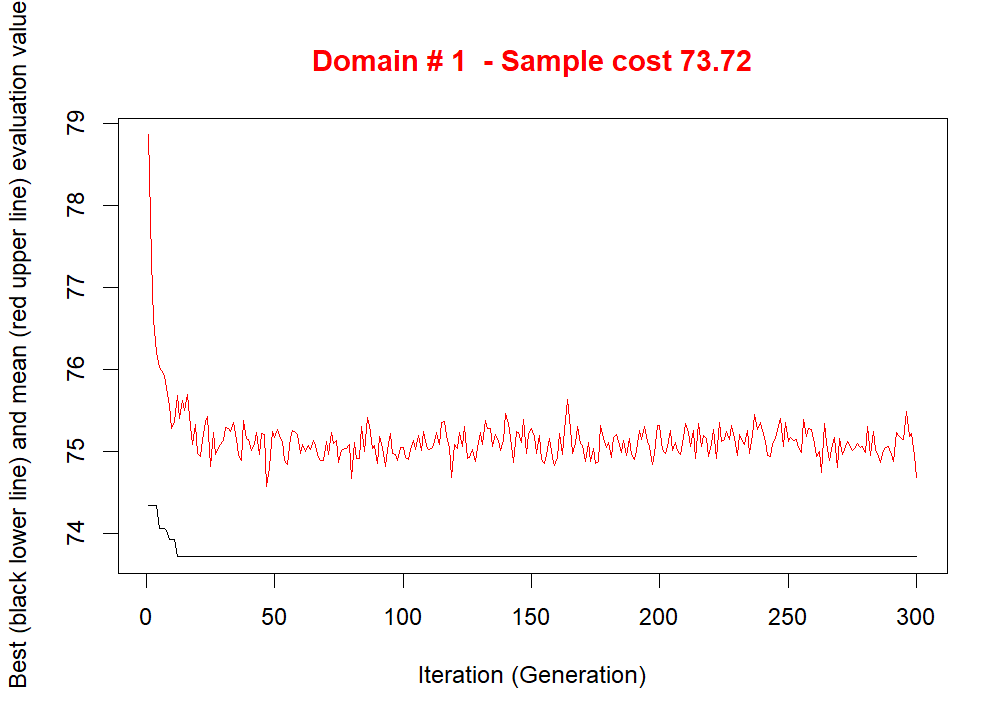 Domain # 1  - Sample cost 73.72
Best (black lower line) and mean (red upper line) evaluation value
79
78
77
76
75
74
0 50 100 150 200 250 300
Iteration (Generation)